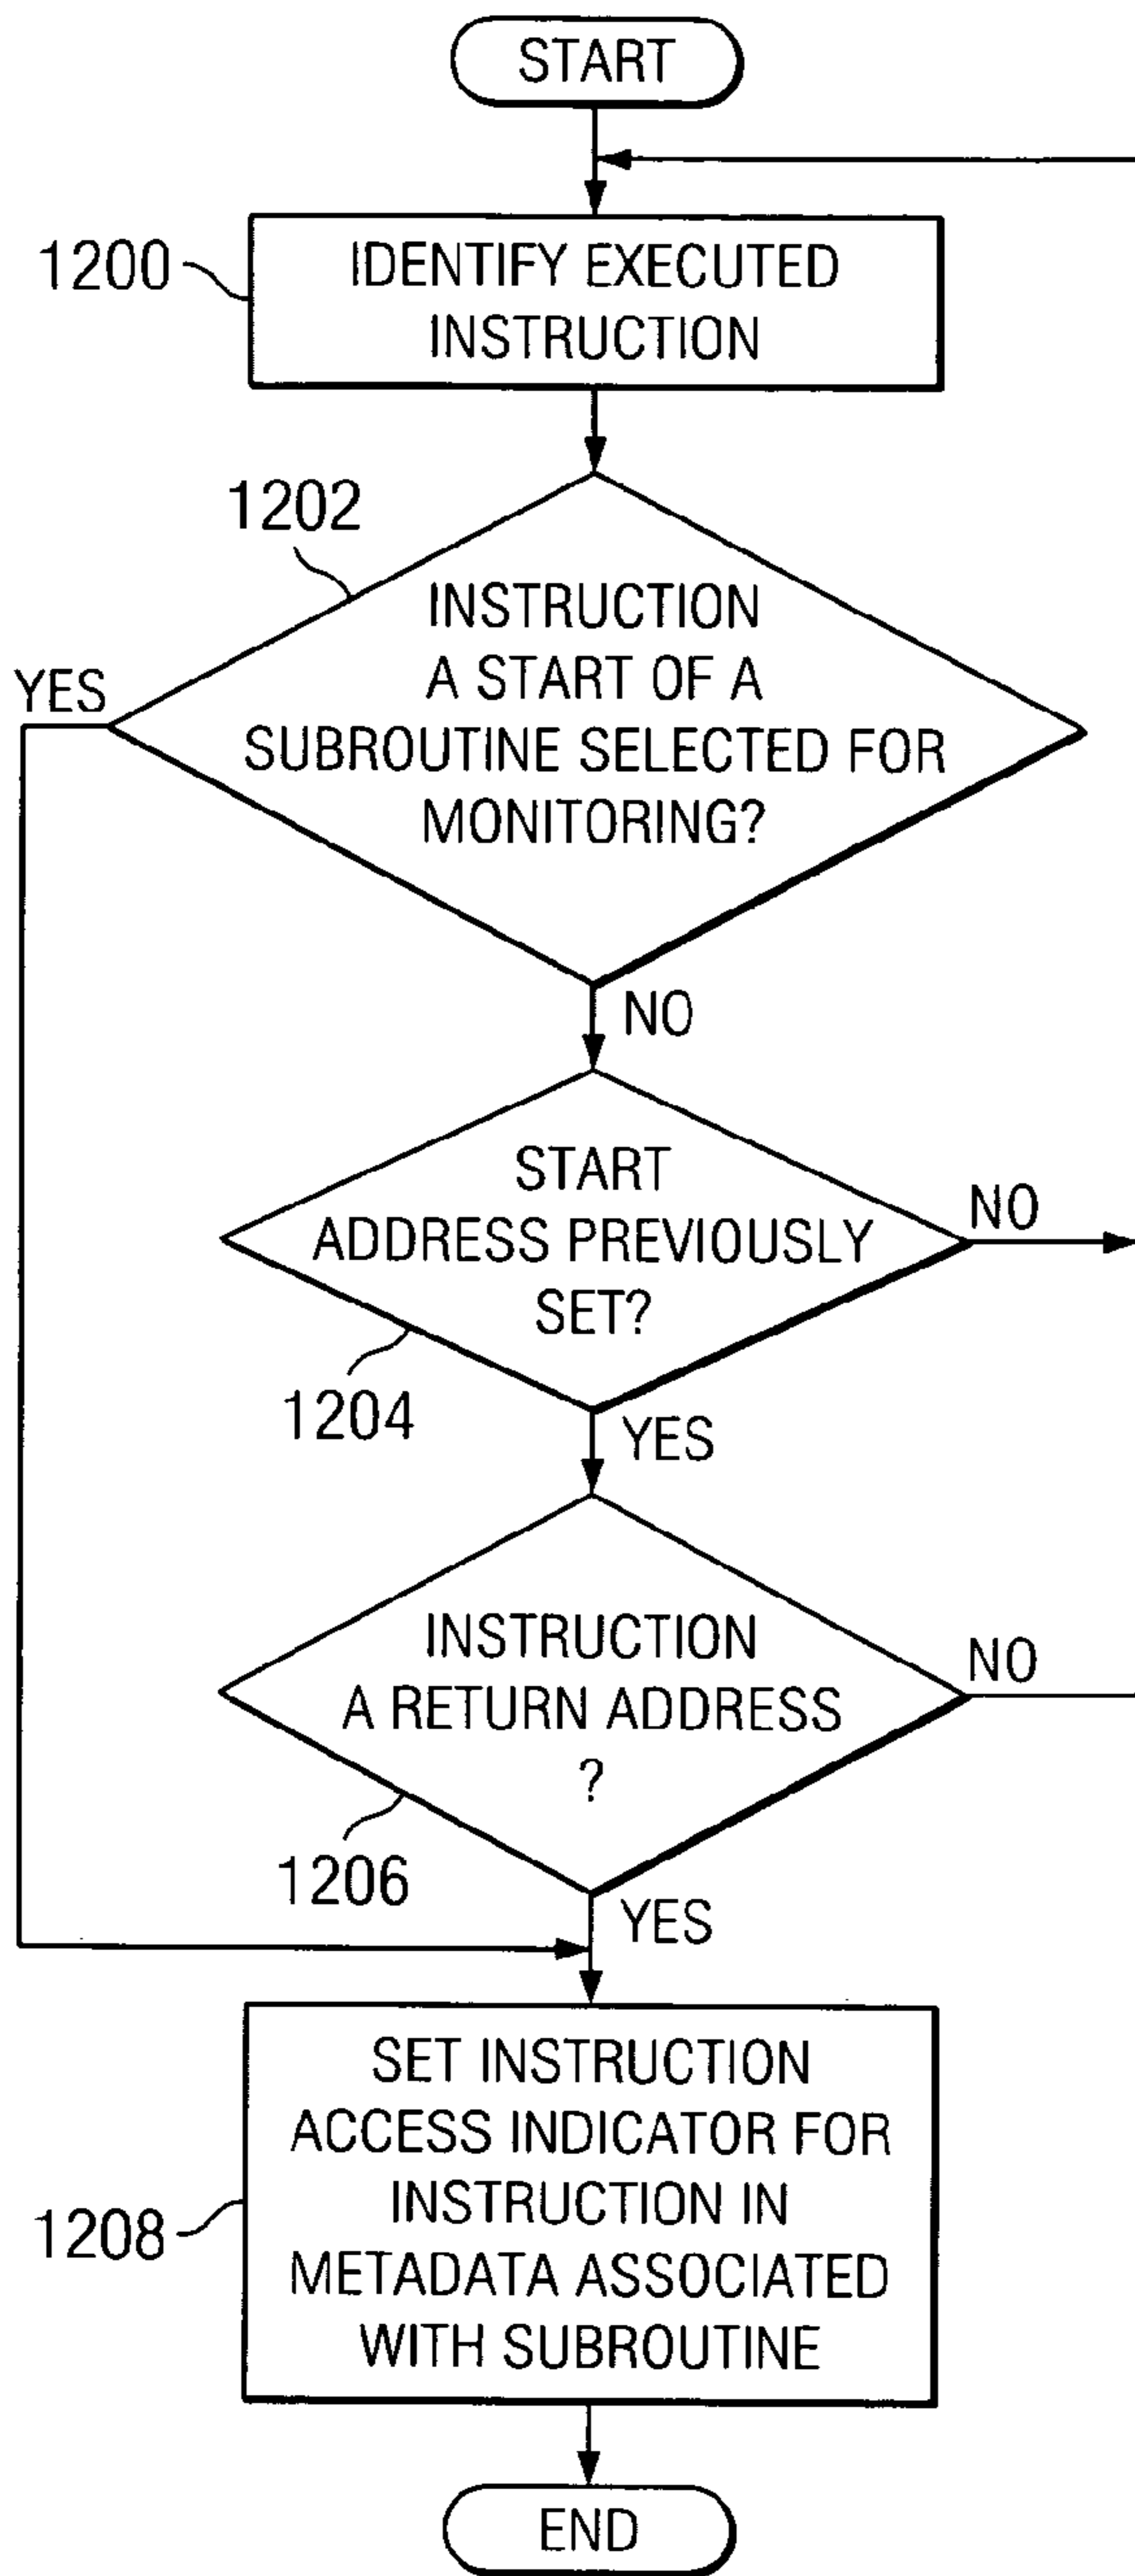 START
1200
IDENTIFY EXECUTED
INSTRUCTION
1202
INSTRUCTION
A START OF A
SUBROUTINE SELECTED FOR
MONITORING?
YES
NO
START
ADDRESS PREVIOUSLY
SET?
NO
1204
YES
INSTRUCTION
A RETURN ADDRESS
?
NO
1206
YES
SET INSTRUCTION
ACCESS INDICATOR FOR
INSTRUCTION IN
METADATA ASSOCIATED
WITH SUBROUTINE
1208
END